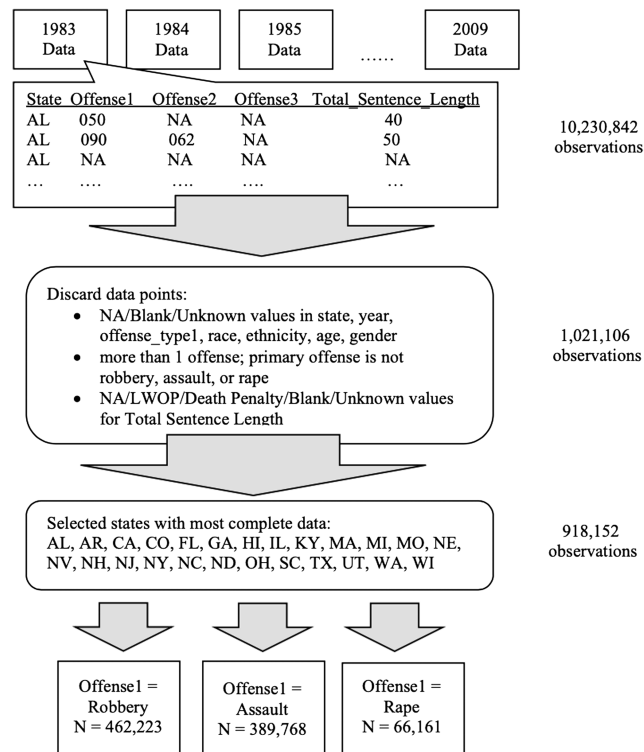 1983 Data
1984 Data
1985 Data
……
2009 Data
State Offense1 Offense2 Offense3 Total_Sentence_Length
AL 050 NA NA 40
AL 090 062 NA 50
AL NA NA NA NA
… …. …. …. …
10,230,842
observations
Discard data points:
• NA/Blank/Unknown values in state, year,
offense_type1, race, ethnicity, age, gender
• more than 1 offense; primary offense is not
robbery, assault, or rape
• NA/LWOP/Death Penalty/Blank/Unknown values
for Total Sentence Length
1,021,106
observations
Selected states with most complete data:
AL, AR, CA, CO, FL, GA, HI, IL, KY, MA, MI, MO, NE,
NV, NH, NJ, NY, NC, ND, OH, SC, TX, UT, WA, WI
918,152
observations
Offense1 =
Robbery
N = 462,223
Offense1 =
Assault
N = 389,768
Offense1 =
Rape
N = 66,161